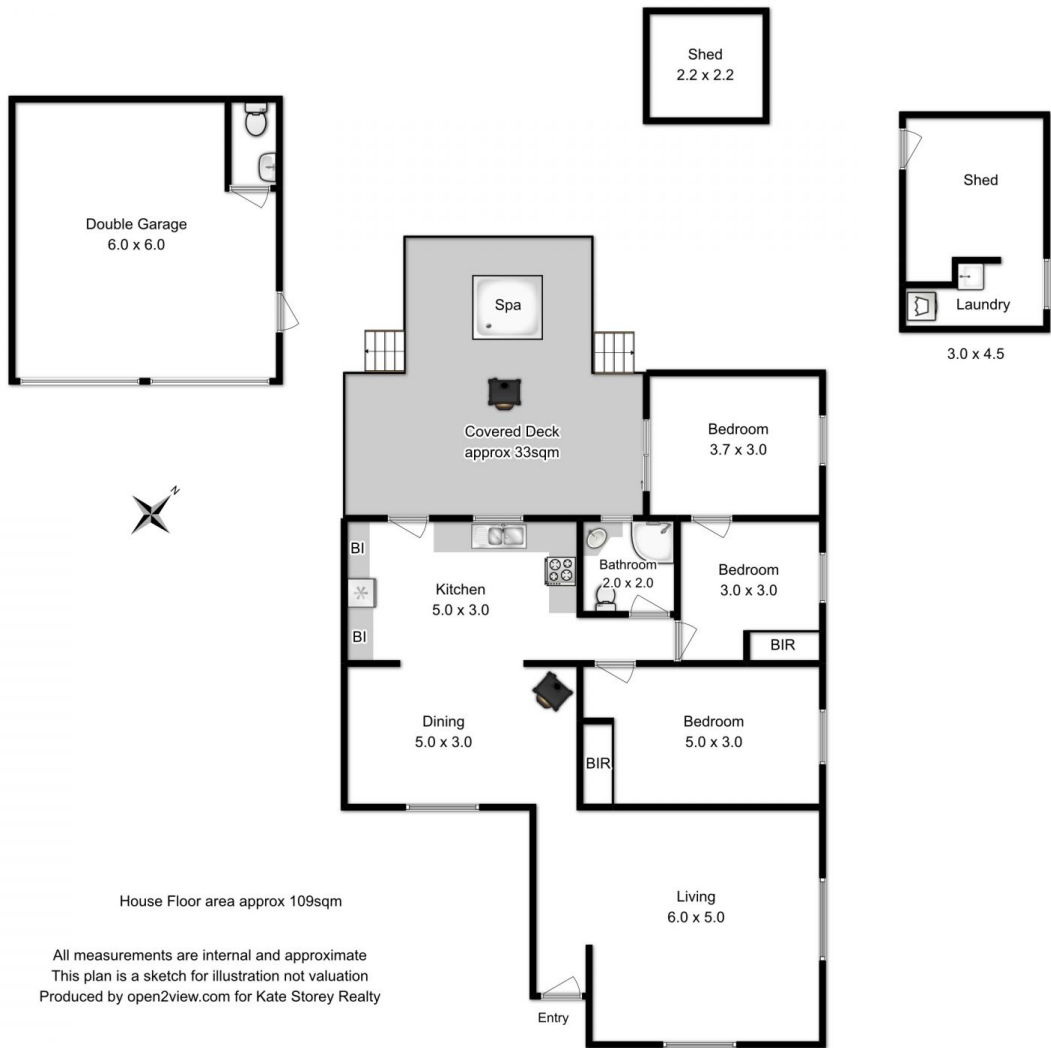 Shed
2.2 x 2.2
Double Garage
6.0 x 6.0
Shed
Laundry
3.0 x 4.5
Spa
Covered Deck
approx 33sqm
Bedroom
3.7 x 3.0
N
BI
Kitchen
5.0 x 3.0
BI
Bathroom
2.0 x 2.0
Bedroom
3.0 x 3.0
BIR
Dining
5.0 x 3.0
Bedroom
5.0 x 3.0
BIR
Living
6.0 x 5.0
Entry
House Floor area approx 109sqm
All measurements are internal and approximate
This plan is a sketch for illustration not valuation
Produced by open2view.com for Kate Storey Realty